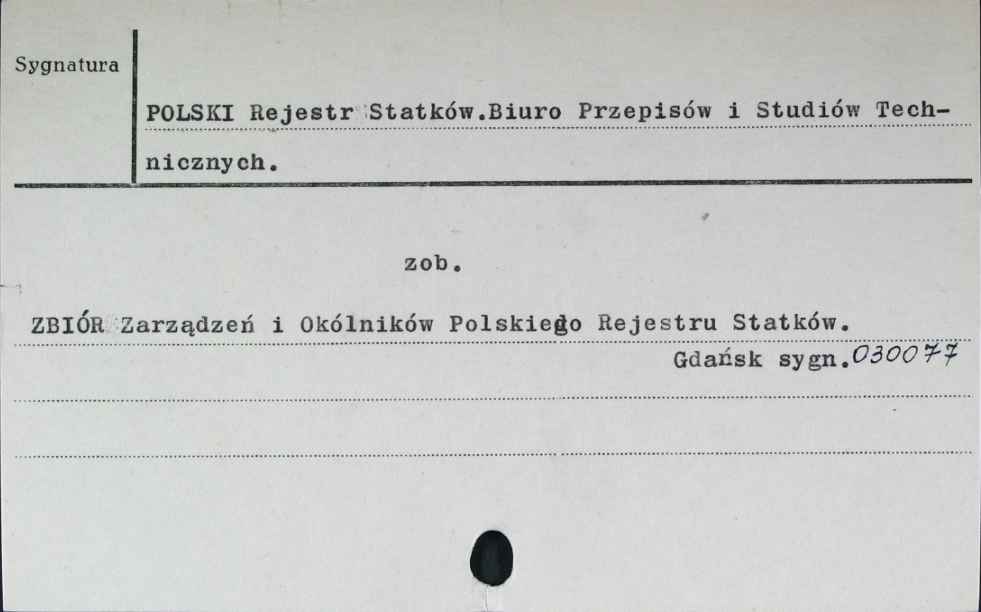 Sygnatura
POLSKI Rejestr Statków.Biuro Przepisów i Studiów Tech-
nicznych.
zob.
ZBIÓR Zarządzeń i Okólników Polskiego Rejestru Statków.
Gdańsk sygn.030077